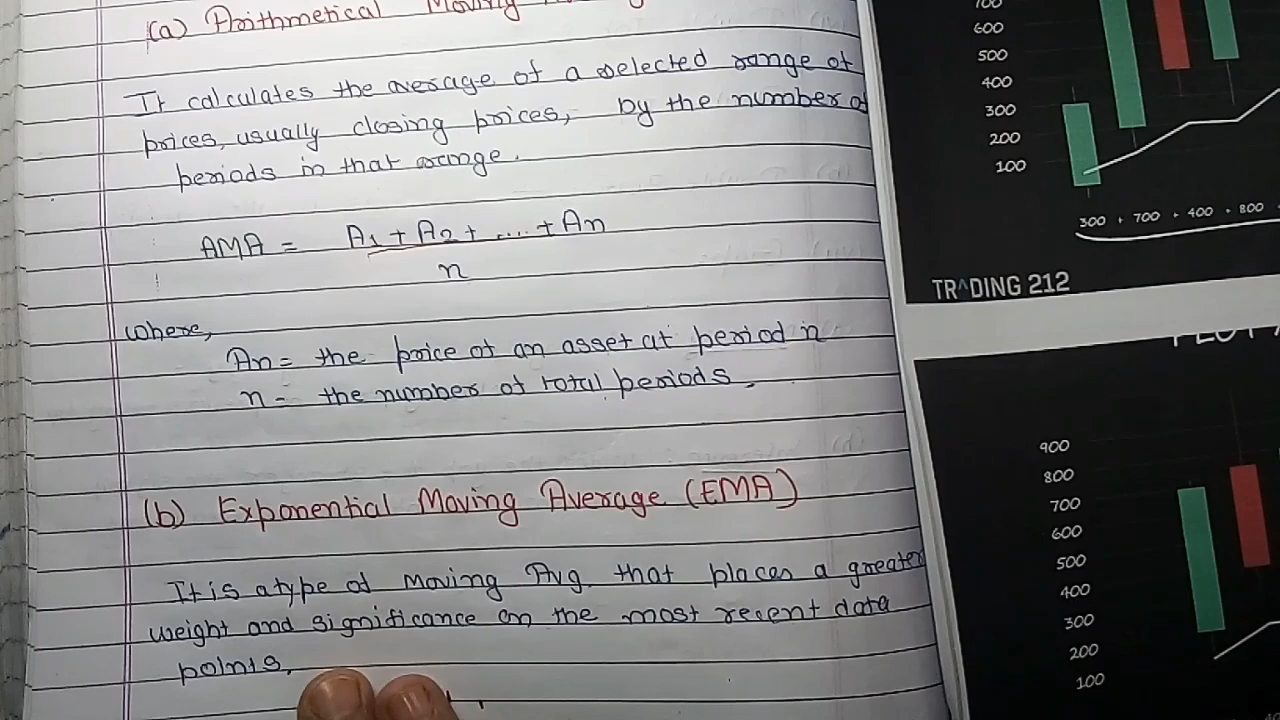 (a) Arithmetical Moving
It calculates the average of a selected range of
prices, usually closing prices, by the number of
periods in that range.
AMA = A1 + A2 + .... + An
n
where,
An = the price of an asset at period n
n = the number of total periods.
(b) Exponential Moving Average (EMA)
It is a type of Moving Avg. that places a greater
weight and significance on the most recent data
points.
700
600
500
400
300
200
100
300 + 700 + 400 + 800
TRADING 212
900
800
700
600
500
400
300
200
100